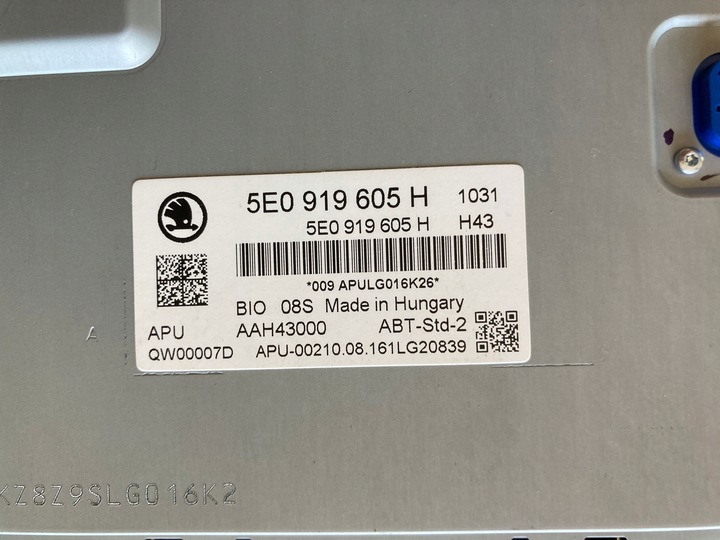 5E0 919 605 H 1031
5E0 919 605 H H43
*009 APULG016K26*
BIO 08S Made in Hungary
APU AAH43000 ABT-Std-2
QW00007D APU-00210.08.161LG20839
A
KZ8Z9SLG016K2